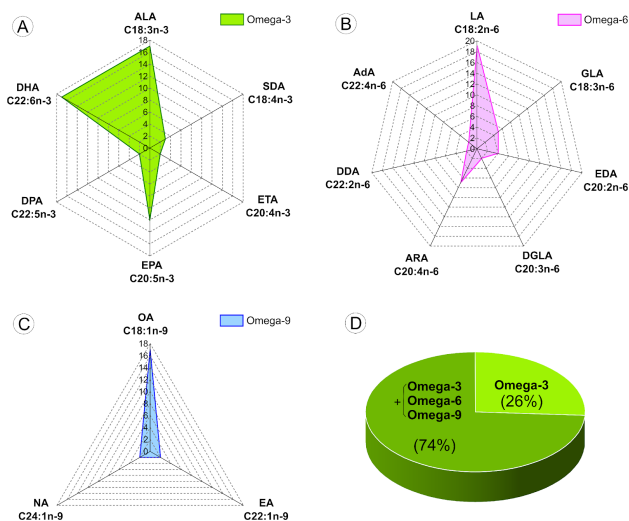 A
ALA
C18:3n-3
Omega-3
18
16
14
12
10
8
6
4
2
0
SDA
C18:4n-3
ETA
C20:4n-3
EPA
C20:5n-3
DPA
C22:5n-3
DHA
C22:6n-3
B
LA
C18:2n-6
Omega-6
20
18
16
14
12
10
8
6
4
2
0
GLA
C18:3n-6
EDA
C20:2n-6
DGLA
C20:3n-6
ARA
C20:4n-6
DDA
C22:2n-6
AdA
C22:4n-6
C
OA
C18:1n-9
Omega-9
18
16
14
12
10
8
6
4
2
0
EA
C22:1n-9
NA
C24:1n-9
D
Omega-3
+ Omega-6
Omega-9
(74%)
Omega-3
(26%)